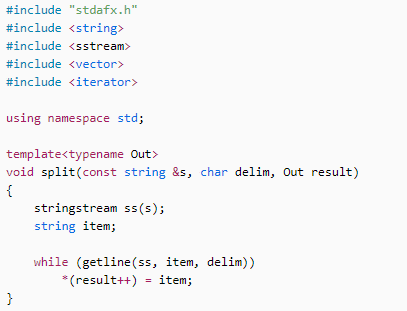 #include "stdafx.h"
#include <string>
#include <sstream>
#include <vector>
#include <iterator>

using namespace std;

template<typename Out>
void split(const string &s, char delim, Out result)
{
    stringstream ss(s);
    string item;

    while (getline(ss, item, delim))
        *(result++) = item;
}